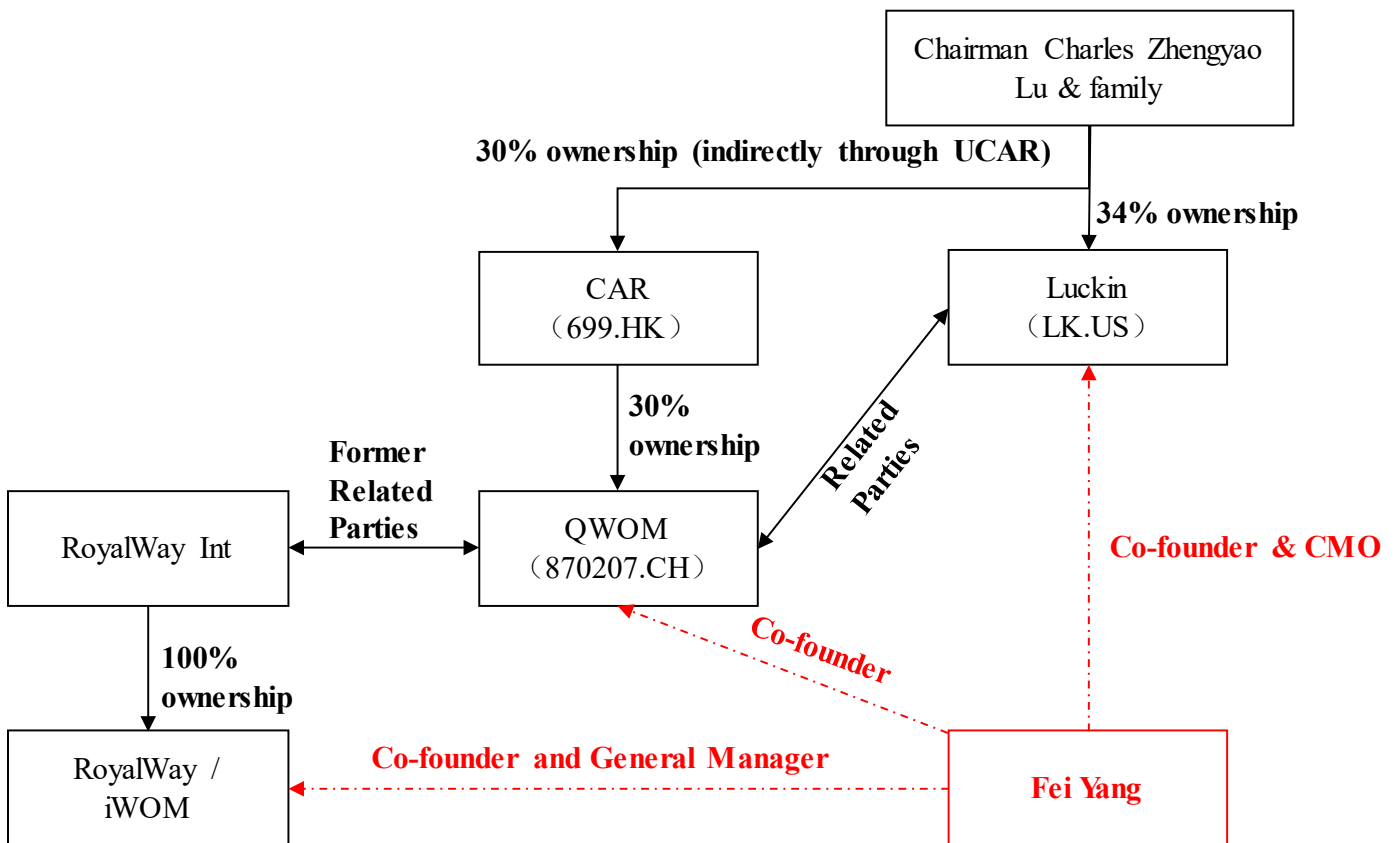 Chairman Charles Zhengyao
Lu & family
30% ownership (indirectly through UCAR)
34% ownership
CAR
（699.HK）
Luckin
（LK.US）
30%
ownership
Related
Parties
Former
Related
Parties
RoyalWay Int
QWOM
（870207.CH）
Co-founder & CMO
Co-founder
100%
ownership
RoyalWay /
iWOM
Co-founder and General Manager
Fei Yang